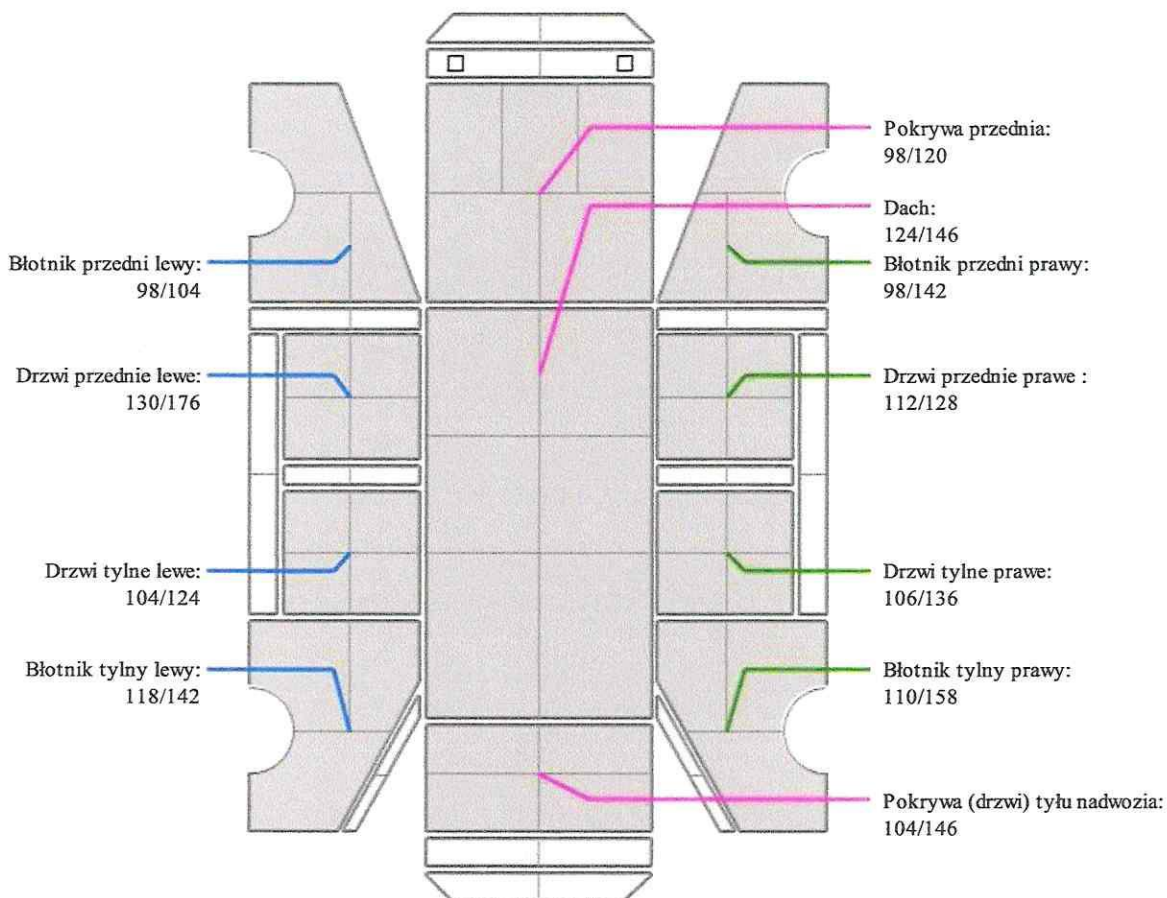 Pokrywa przednia:
98/120
Dach:
124/146
Błotnik przedni lewy:
98/104
Błotnik przedni prawy:
98/142
Drzwi przednie lewe:
130/176
Drzwi przednie prawe :
112/128
Drzwi tylne lewe:
104/124
Drzwi tylne prawe:
106/136
Błotnik tylny lewy:
118/142
Błotnik tylny prawy:
110/158
Pokrywa (drzwi) tyłu nadwozia:
104/146